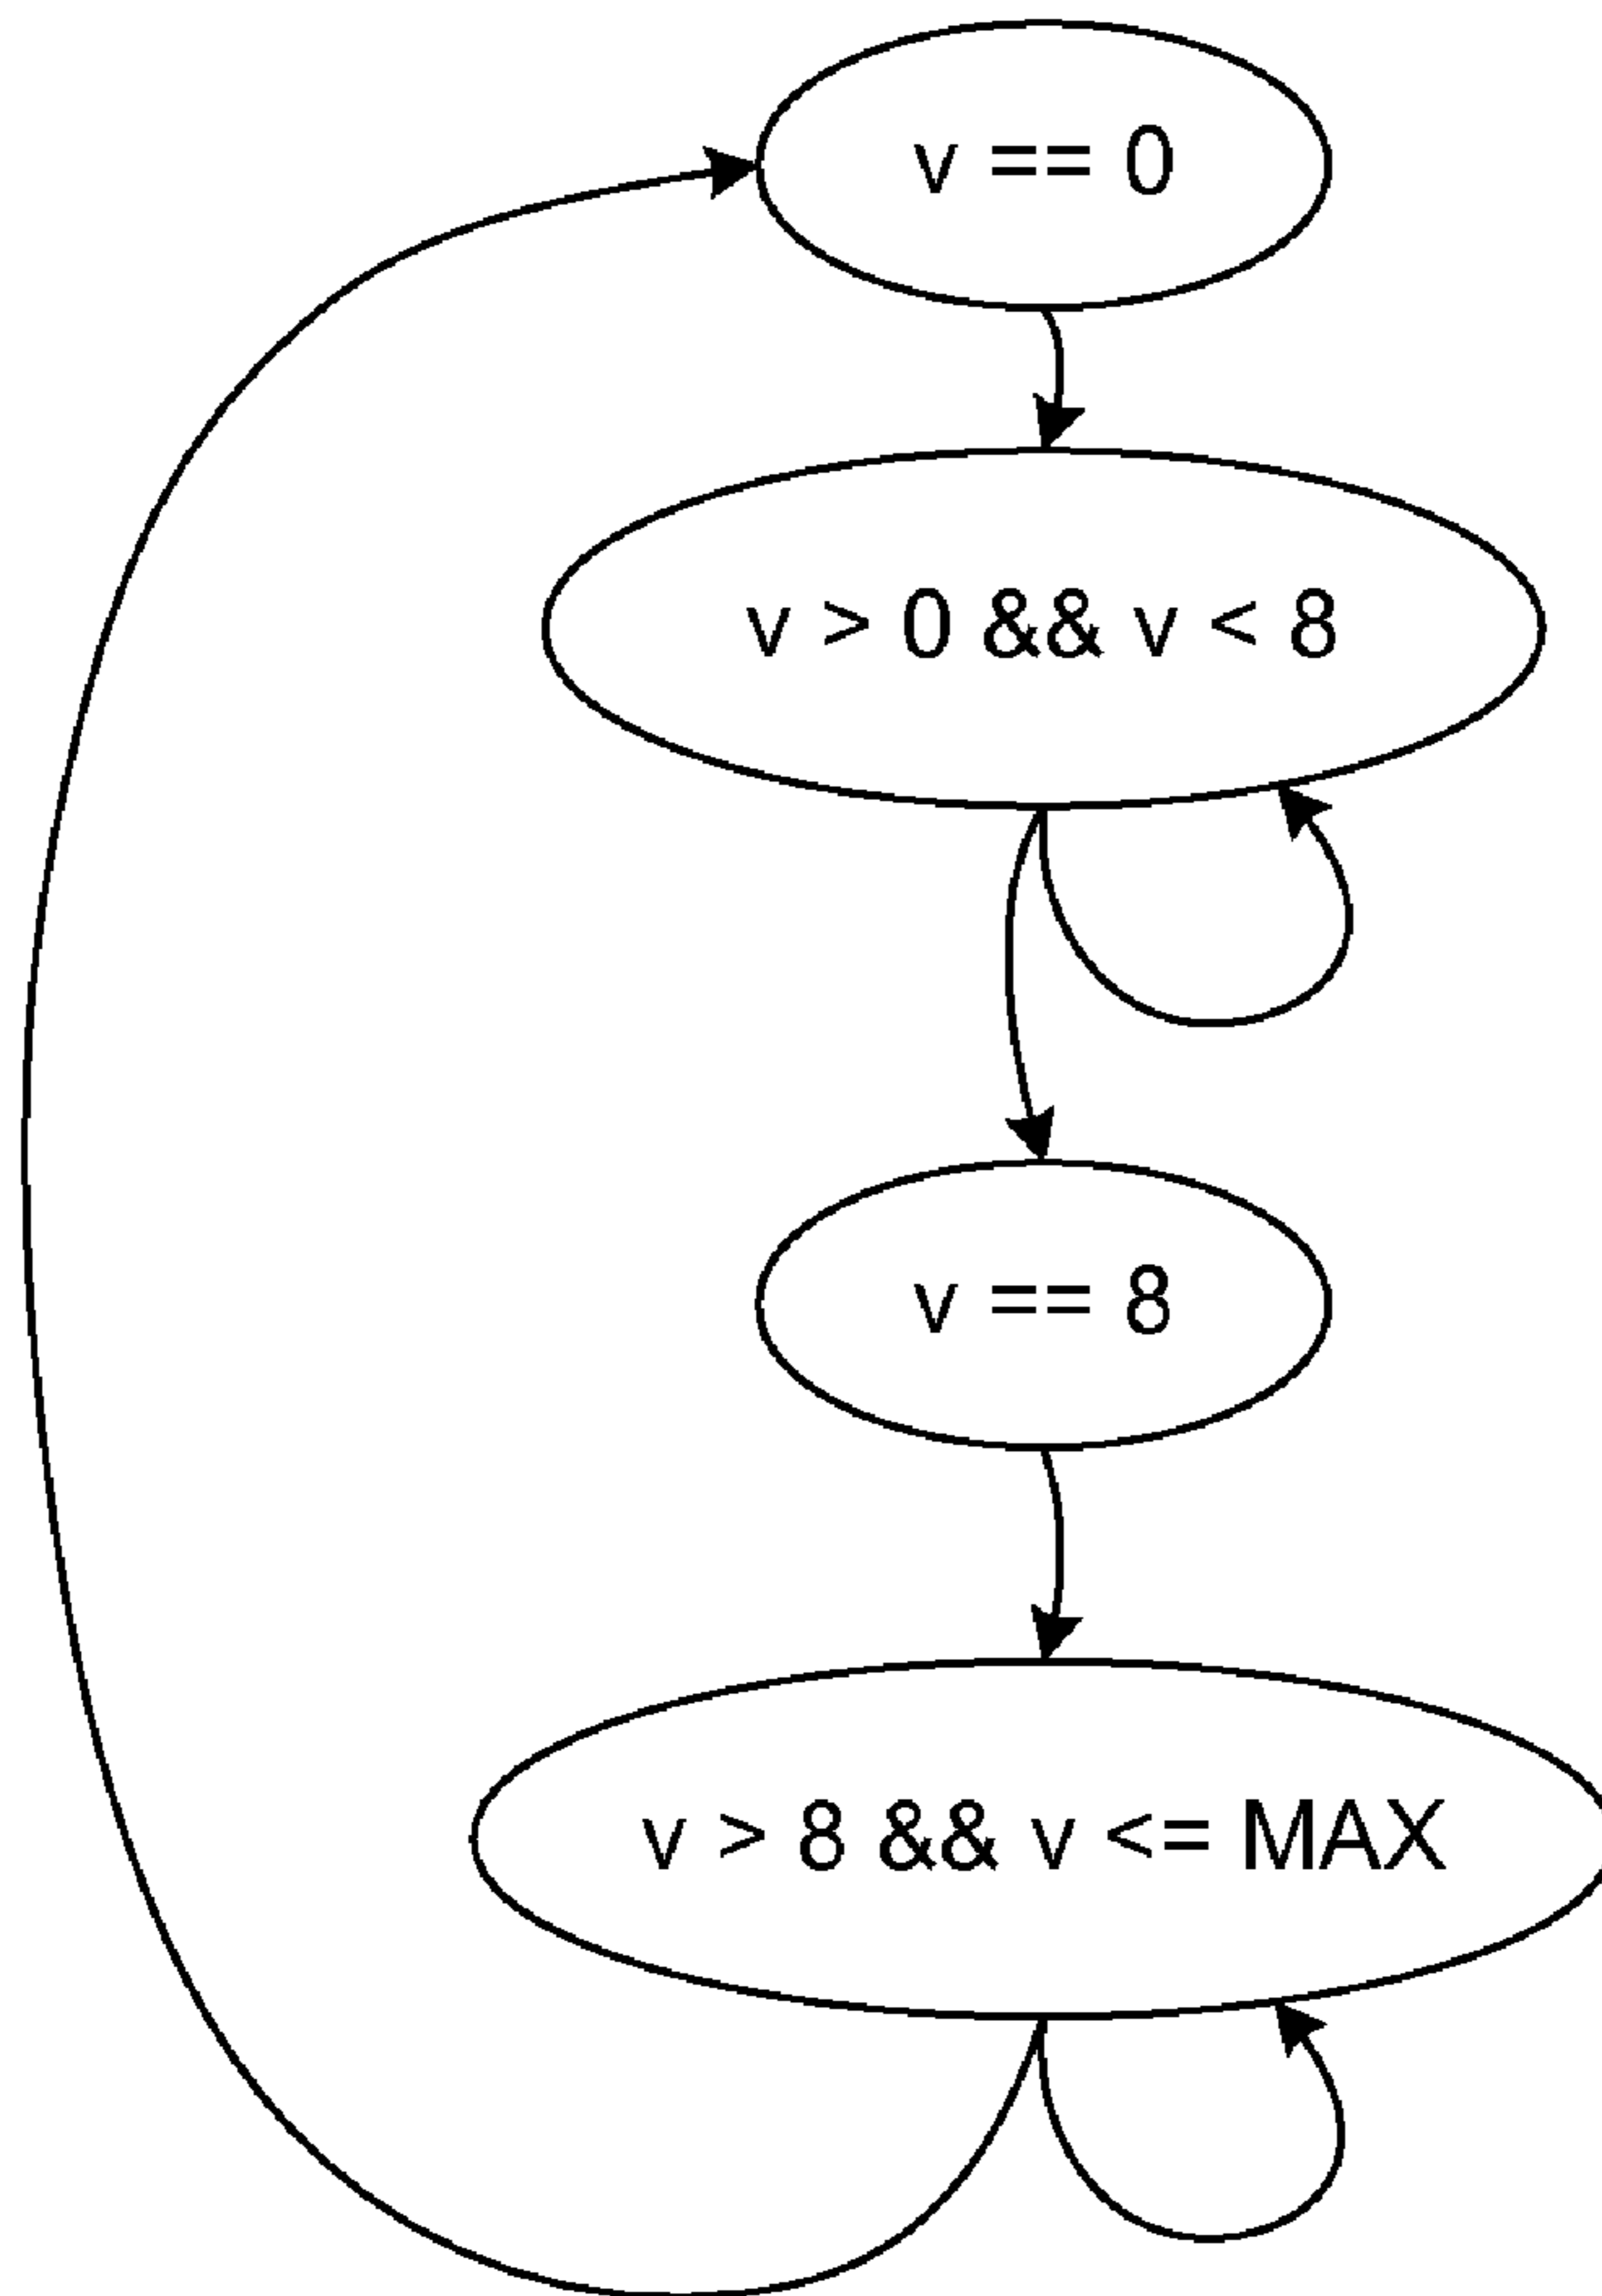 v == 0
v > 0 && v < 8
v == 8
v > 8 && v <= MAX